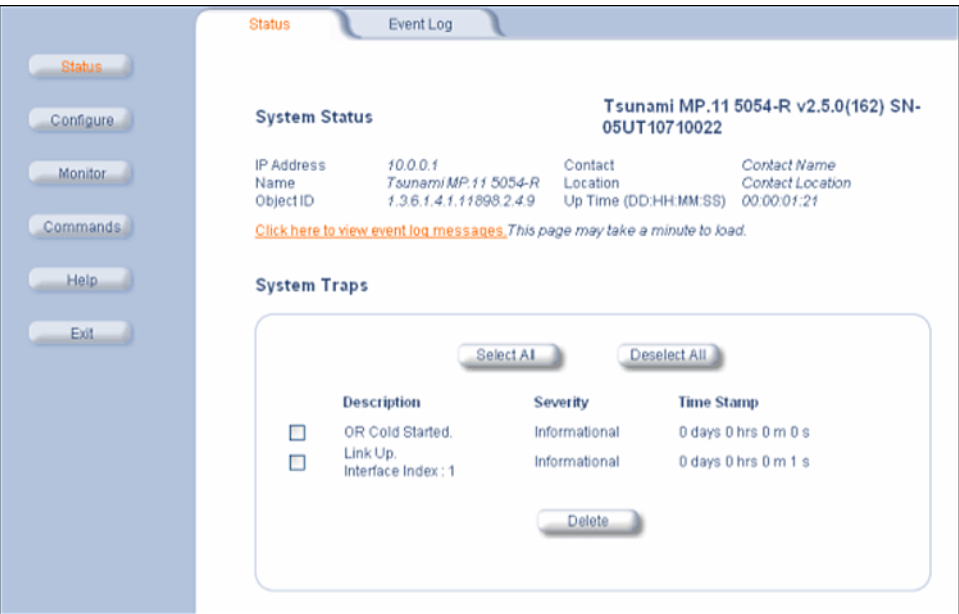 Status
Event Log
Status
Configure
Monitor
Commands
Help
Exit
System Status
Tsunami MP.11 5054-R v2.5.0(162) SN-
05UT10710022
IP Address 10.0.0.1 Contact Contact Name
Name Tsunami MP.11 5054-R Location Contact Location
Object ID 1.3.6.1.4.1.11898.2.4.9 Up Time (DD:HH:MM:SS) 00:00:01:21
Click here to view event log messages. This page may take a minute to load.
System Traps
Select All Deselect All
Description Severity Time Stamp
OR Cold Started. Informational 0 days 0 hrs 0 m 0 s
Link Up.
Interface Index : 1 Informational 0 days 0 hrs 0 m 1 s
Delete